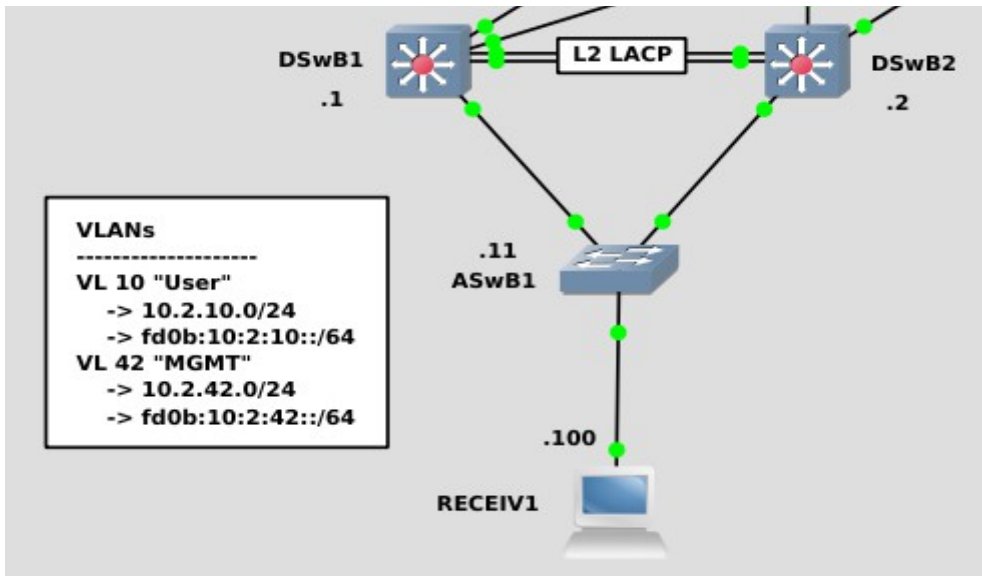 L2 LACP
DSwB1
DSwB2
.1
.2
VLANs
--------------------
VL 10 "User"
-> 10.2.10.0/24
-> fd0b:10:2:10::/64
VL 42 "MGMT"
-> 10.2.42.0/24
-> fd0b:10:2:42::/64
.11
ASwB1
.100
RECEIV1